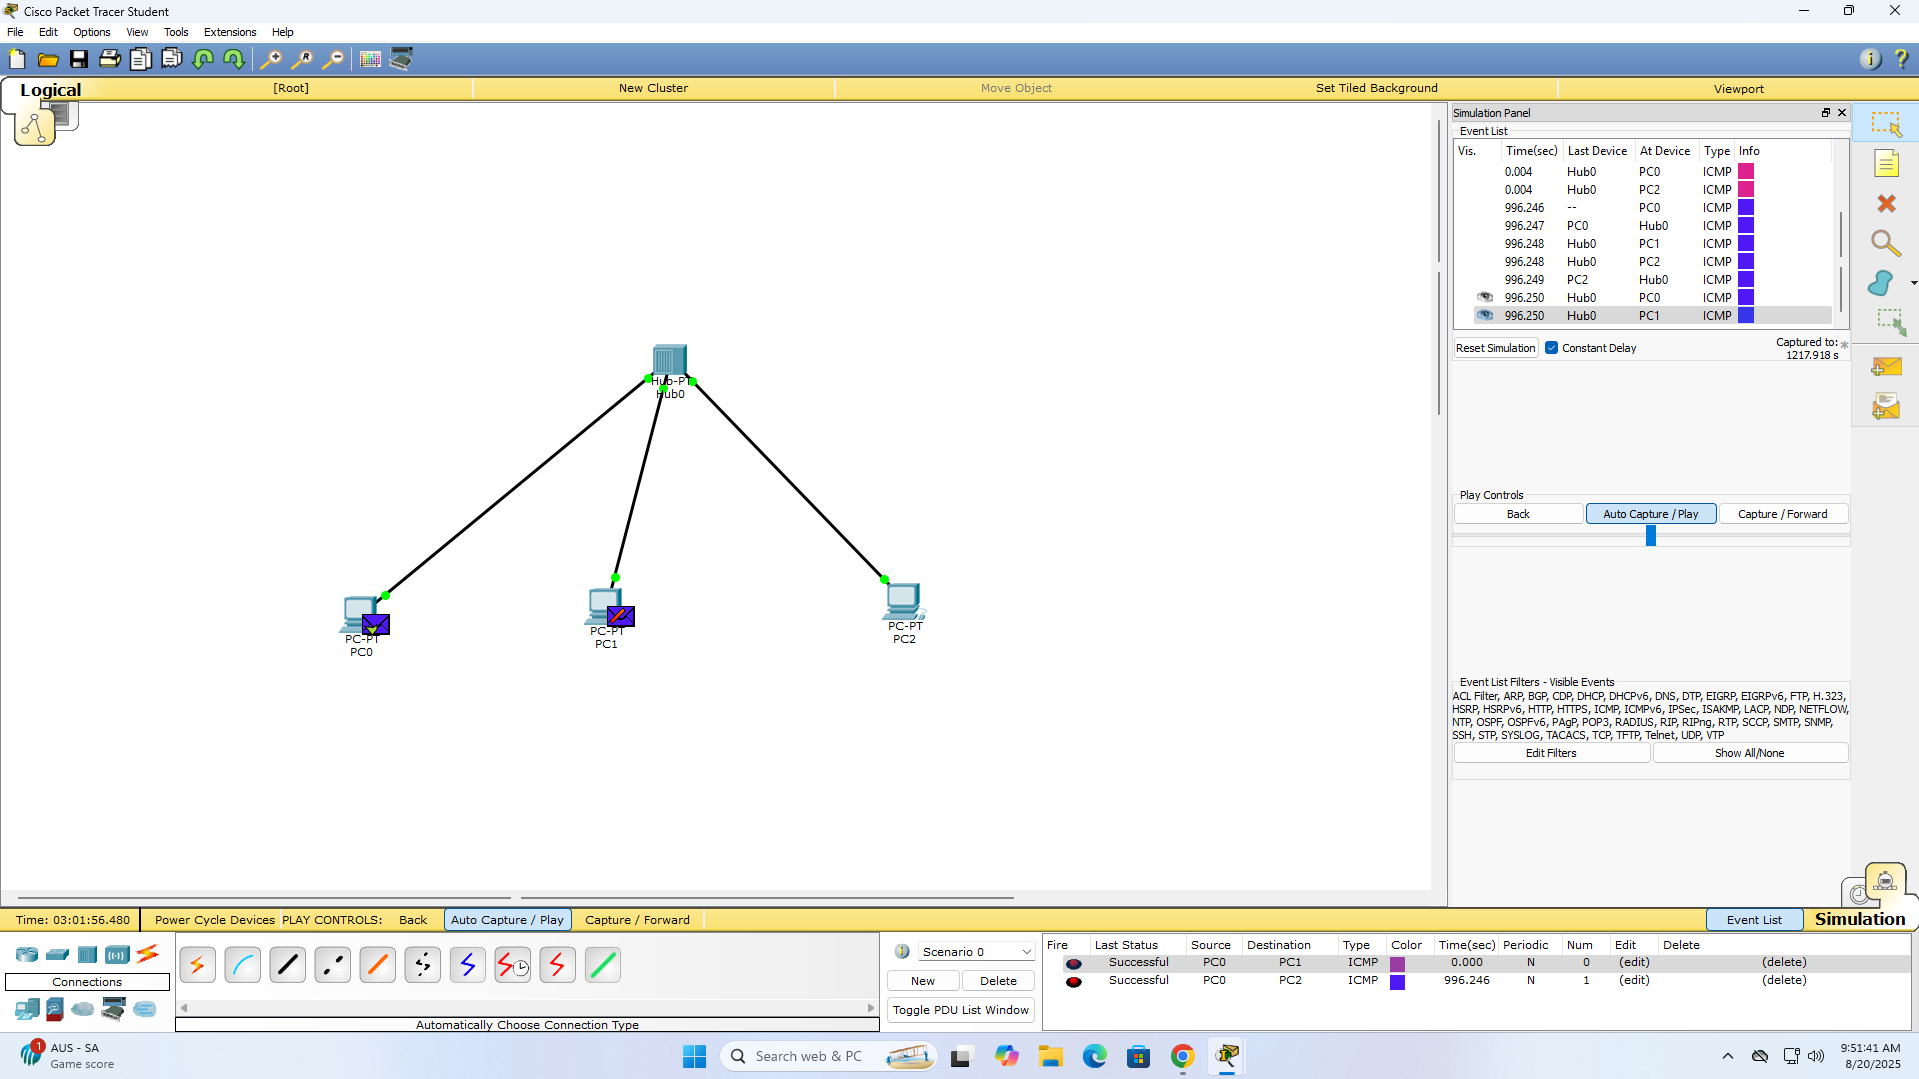 Cisco Packet Tracer Student
File Edit Options View Tools Extensions Help
Logical [Root] New Cluster Move Object Set Tiled Background Viewport
Simulation Panel
Event List
Vis. Time(sec) Last Device At Device Type Info
0.004 Hub0 PC0 ICMP
0.004 Hub0 PC2 ICMP
996.246 -- PC0 ICMP
996.247 PC0 Hub0 ICMP
996.248 Hub0 PC1 ICMP
996.248 Hub0 PC2 ICMP
996.249 PC2 Hub0 ICMP
996.250 Hub0 PC0 ICMP
996.250 Hub0 PC1 ICMP
Reset Simulation Constant Delay Captured to: *
1217.918 s
Hub-PT
Hub0
Play Controls
Back Auto Capture / Play Capture / Forward
PC-PT
PC0
PC-PT
PC1
PC-PT
PC2
Event List Filters - Visible Events
ACL Filter, ARP, BGP, CDP, DHCP, DHCPv6, DNS, DTP, EIGRP, EIGRPv6, FTP, H.323,
HSRP, HSRPv6, HTTP, HTTPS, ICMP, ICMPv6, IPSec, ISAKMP, LACP, NDP, NETFLOW,
NTP, OSPF, OSPFv6, PAgP, POP3, RADIUS, RIP, RIPng, RTP, SCCP, SMTP, SNMP,
SSH, STP, SYSLOG, TACACS, TCP, TFTP, Telnet, UDP, VTP
Edit Filters Show All/None
Time: 03:01:56.480 Power Cycle Devices PLAY CONTROLS: Back Auto Capture / Play Capture / Forward Event List Simulation
Connections
Automatically Choose Connection Type
Scenario 0
New Delete
Toggle PDU List Window
Fire Last Status Source Destination Type Color Time(sec) Periodic Num Edit Delete
Successful PC0 PC1 ICMP 0.000 N 0 (edit) (delete)
Successful PC0 PC2 ICMP 996.246 N 1 (edit) (delete)
1
AUS - SA
Game score
Search web & PC
9:51:41 AM
8/20/2025